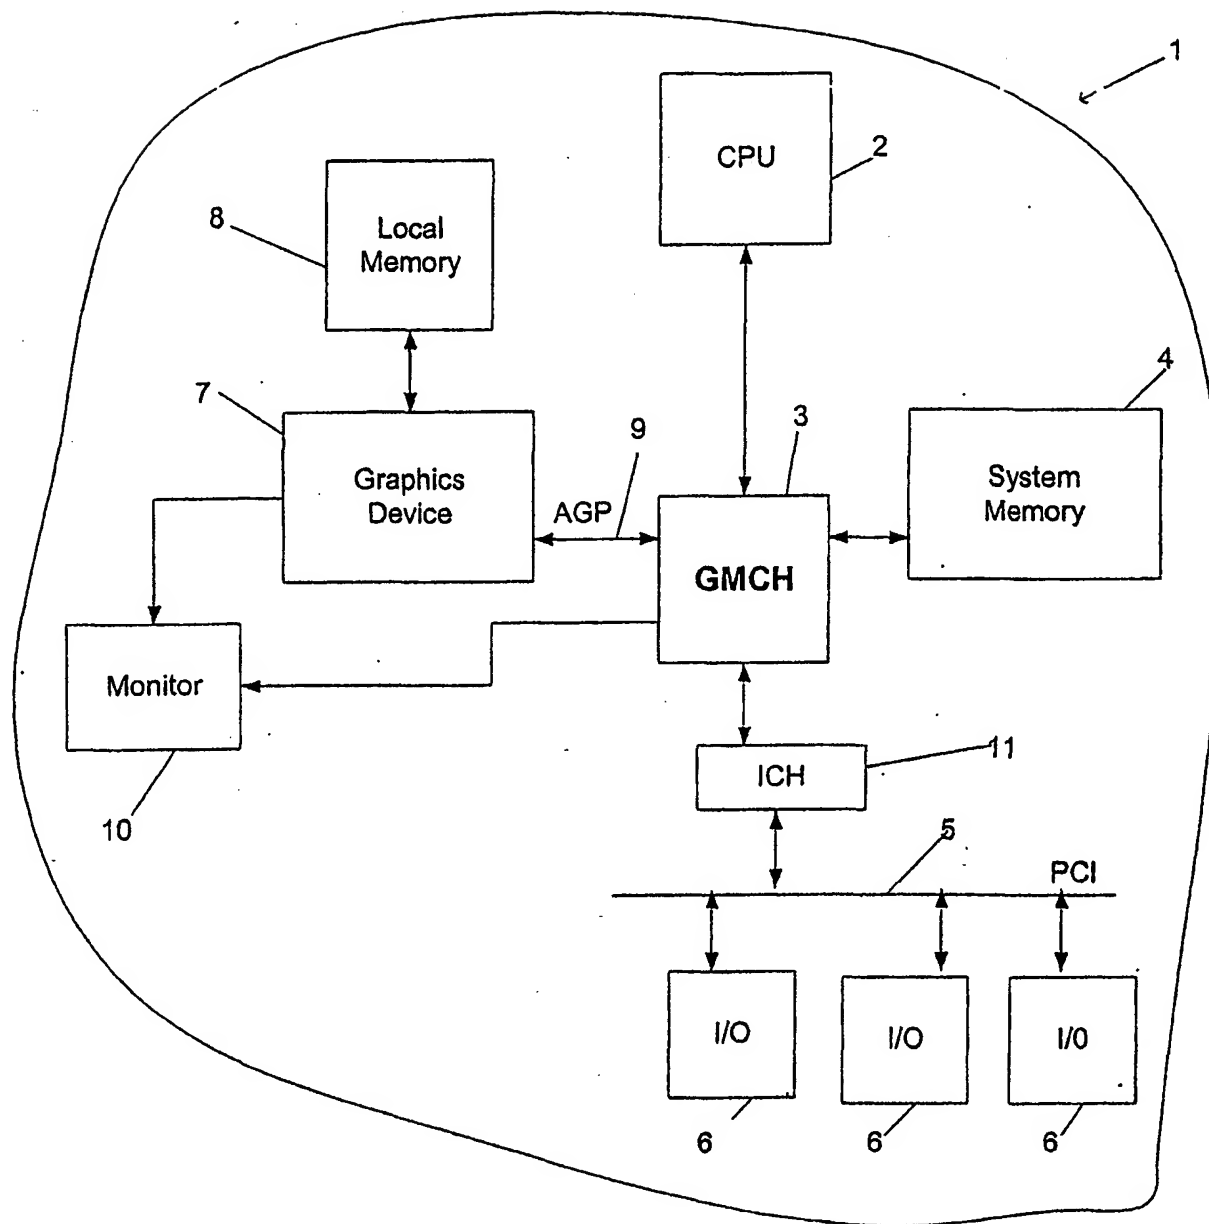 1
CPU
2
8
Local
Memory
7
Graphics
Device
9
AGP
3
4
System
Memory
GMCH
Monitor
10
ICH
11
5
PCI
I/O
I/O
I/0
6
6
6